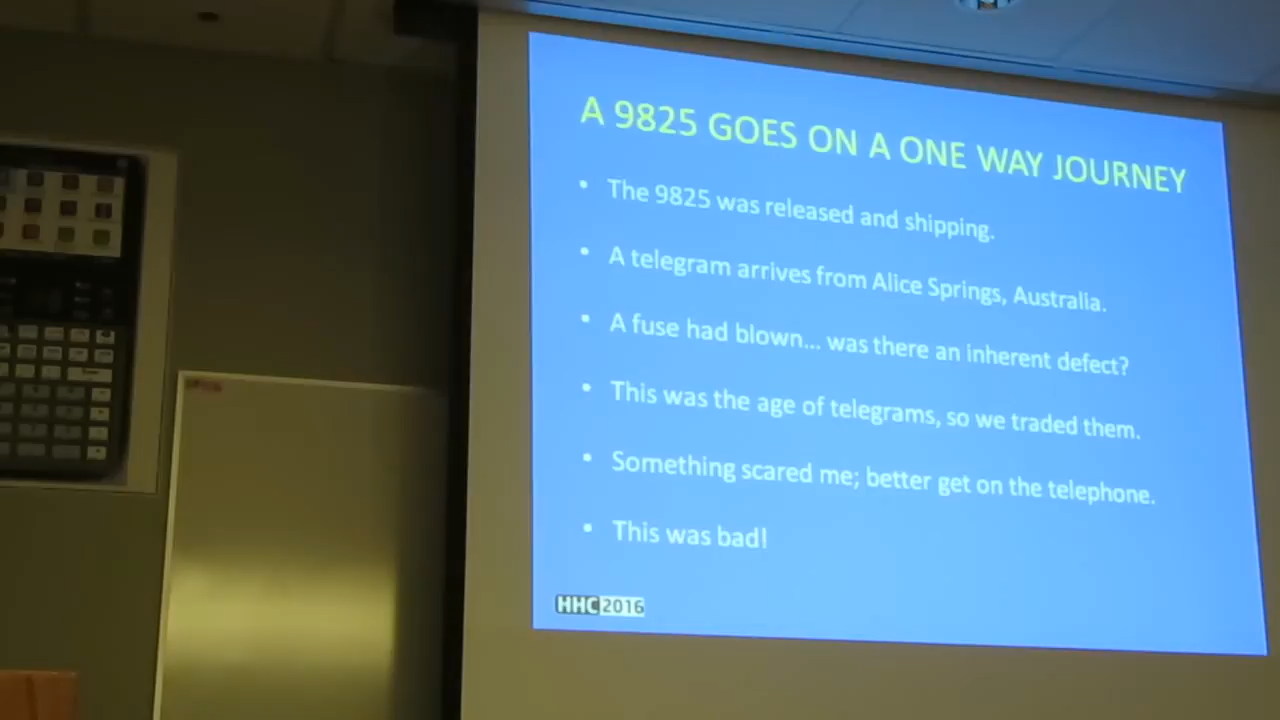 A 9825 GOES ON A ONE WAY JOURNEY
• The 9825 was released and shipping.
• A telegram arrives from Alice Springs, Australia.
• A fuse had blown... was there an inherent defect?
• This was the age of telegrams, so we traded them.
• Something scared me; better get on the telephone.
• This was bad!
HHC 2016